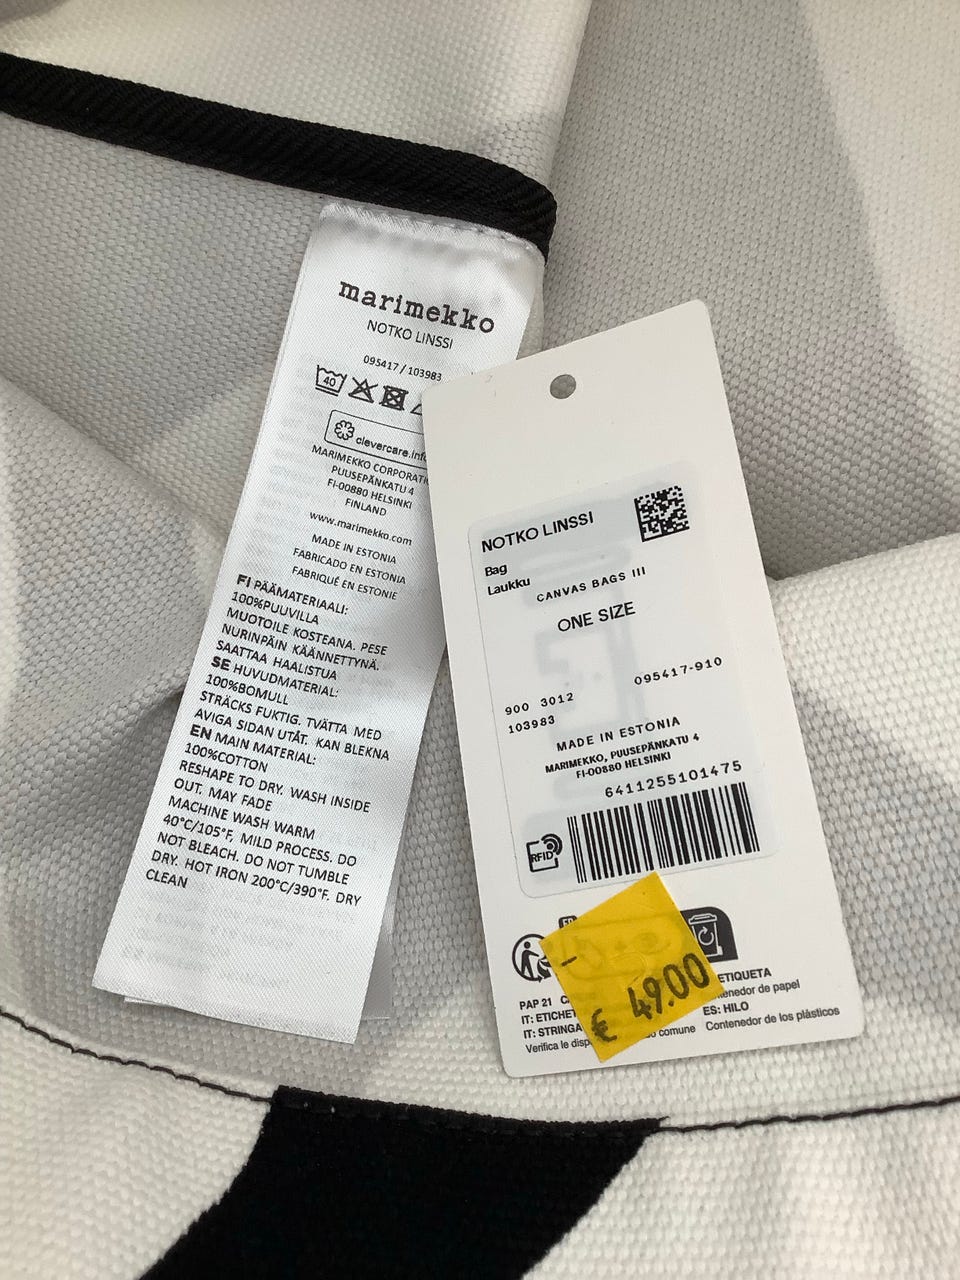 marimekko
NOTKO LINSSI
095417 / 103983
40
clevercare.info
MARIMEKKO CORPORATI
PUUSEPÄNKATU 4
FI-00880 HELSINKI
FINLAND
www.marimekko.com
MADE IN ESTONIA
FABRICADO EN ESTONIA
FABRIQUÉ EN ESTONIE
FI PÄÄMATERIAALI:
100%PUUVILLA
MUOTOILE KOSTEANA. PESE
NURINPÄIN KÄÄNNETTYNÄ.
SAATTAA HAALISTUA
SE HUVUDMATERIAL:
100%BOMULL
STRÄCKS FUKTIG. TVÄTTA MED
AVIGA SIDAN UTÅT. KAN BLEKNA
EN MAIN MATERIAL:
100%COTTON
RESHAPE TO DRY. WASH INSIDE
OUT. MAY FADE
MACHINE WASH WARM
40°C/105°F, MILD PROCESS. DO
NOT BLEACH. DO NOT TUMBLE
DRY. HOT IRON 200°C/390°F. DRY
CLEAN
NOTKO LINSSI
Bag
Laukku
CANVAS BAGS III
ONE SIZE
900 3012 095417-910
103983
MADE IN ESTONIA
MARIMEKKO, PUUSEPÄNKATU 4
FI-00880 HELSINKI
6411255101475
RFID
- € 49.00
PAP 21
IT: ETICHET
IT: STRINGA
Verifica le disp
comune
ETIQUETA
enedor de papel
ES: HILO
Contenedor de los plásticos